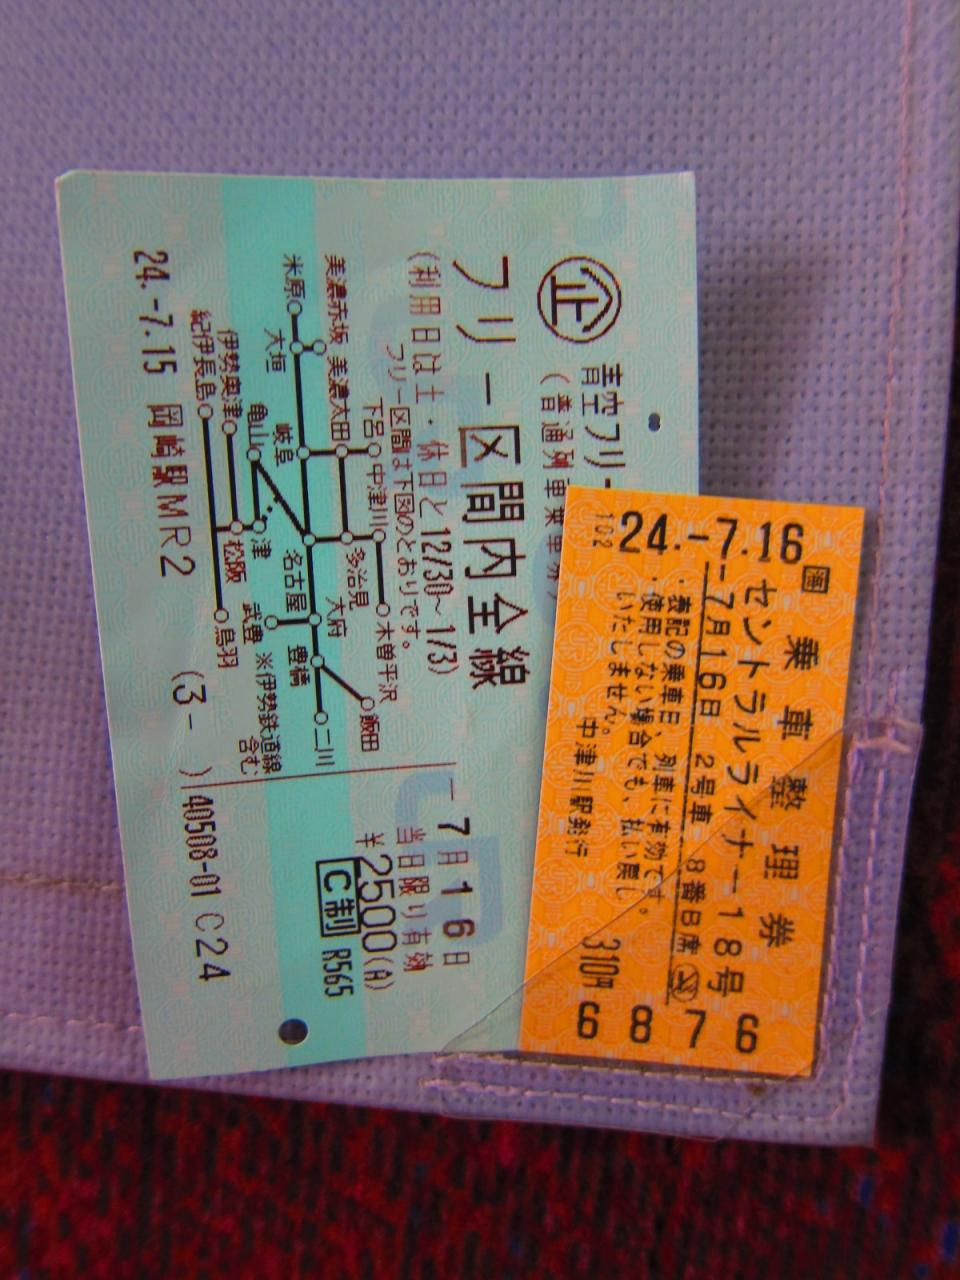 企 青空フリー
(普通列車乗車
フリー区間内全線
(利用日は土・休日と12/30～1/3)
フリー区間は下図のとおりです。
下呂
中津川
木曽平沢
飯田
美濃赤坂
美濃太田
多治見
米原
大垣
岐阜
名古屋
大府
豊橋
二川
武豊
亀山
津
※伊勢鉄道線
含む
伊勢奥津
松阪
紀伊長島
鳥羽
-7月16日
当日限り有効
¥2500(A)
C制 R565
24.-7.15 岡崎駅MR2 (3- )40508-01 C24
乗車整理券
24.-7.16
102
センドラルライナー18号
-7月16日 2号車 8番B席
・表記の乗車日、列車に有効です。
・使用しない場合でも、払い戻し
いたしません。
中津川駅発行 310円
6876